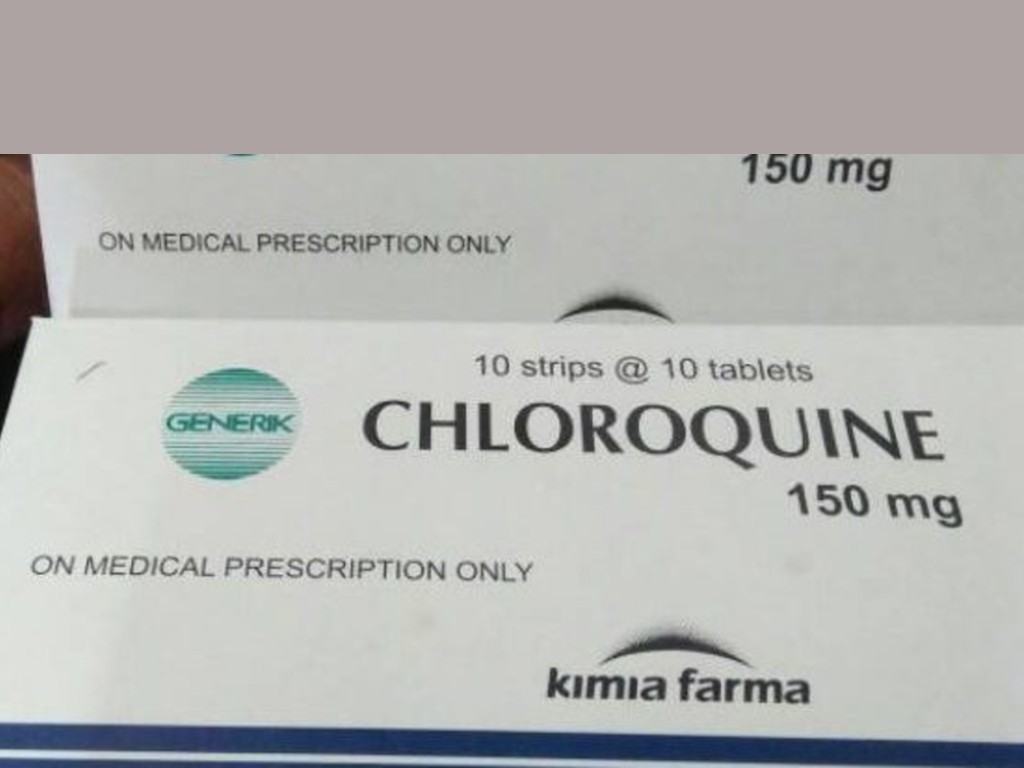 150 mg
ON MEDICAL PRESCRIPTION ONLY
10 strips @ 10 tablets
GENERIK
CHLOROQUINE
150 mg
ON MEDICAL PRESCRIPTION ONLY
kimia farma